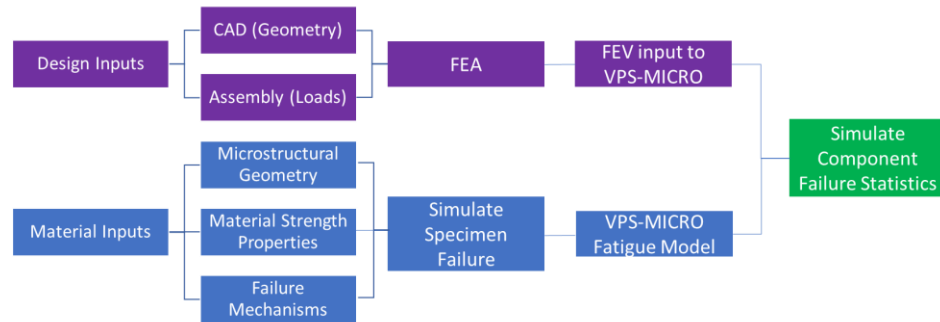 CAD (Geometry)
Design Inputs
Assembly (Loads)
FEA
FEV input to
VPS-MICRO
Microstructural
Geometry
Material Inputs
Material Strength
Properties
Failure
Mechanisms
Simulate
Specimen
Failure
VPS-MICRO
Fatigue Model
Simulate
Component
Failure Statistics